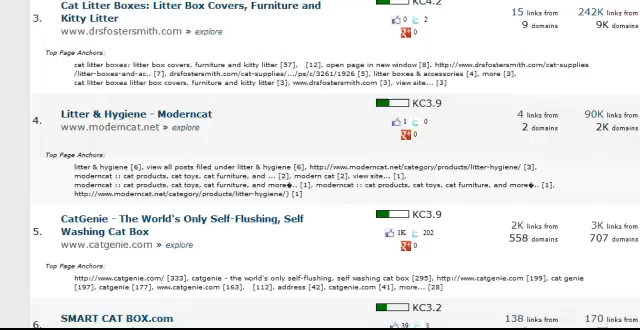 Cat Litter Boxes: Litter Box Covers, Furniture and
3. Kitty Litter
www.drsfostersmith.com » explore
KC4.2
0 2
0
15 links from
9 domains
242K links from
9K domains
Top Page Anchors:
cat litter boxes: litter box covers, furniture and kitty litter [57], [12], open page in new window [8], http://www.drsfostersmith.com/cat-supplies
/litter-boxes-and-ac.. [7], drsfostersmith.com/cat-supplies/.../ps/c/3261/1926 [5], litter boxes & accessories [4], more [3],
cat litter boxes litter box covers, furniture and kitty litter [3], www.drsfostersmith.com [3], view site... [3]
4. Litter & Hygiene - Moderncat
www.moderncat.net » explore
KC3.9
1 0
0
4 links from
2 domains
90K links from
2K domains
Top Page Anchors:
litter & hygiene [6], view all posts filed under litter & hygiene [6], http://www.moderncat.net/category/products/litter-hygiene/ [3],
moderncat :: cat products, cat toys, cat furniture, and ... [2], modern cat [2], view site... [1],
moderncat :: cat products, cat toys, cat furniture, and more�.. [1], moderncat :: cat products, cat toys, cat furniture, and more�.. [1],
http://www.moderncat.net/category/products/litter-hygiene/) [1]
5. CatGenie - The World's Only Self-Flushing, Self
Washing Cat Box
www.catgenie.com » explore
KC3.9
1K 202
0
2K links from
558 domains
3K links from
707 domains
Top Page Anchors:
http://www.catgenie.com/ [333], catgenie - the world's only self-flushing, self washing cat box [295], http://www.catgenie.com [199], cat genie
[197], catgenie [177], www.catgenie.com [163], [112], address [42], catgenie.com [41], more... [28]
6. SMART CAT BOX.com
KC3.2
39 3
138 links from
170 links from